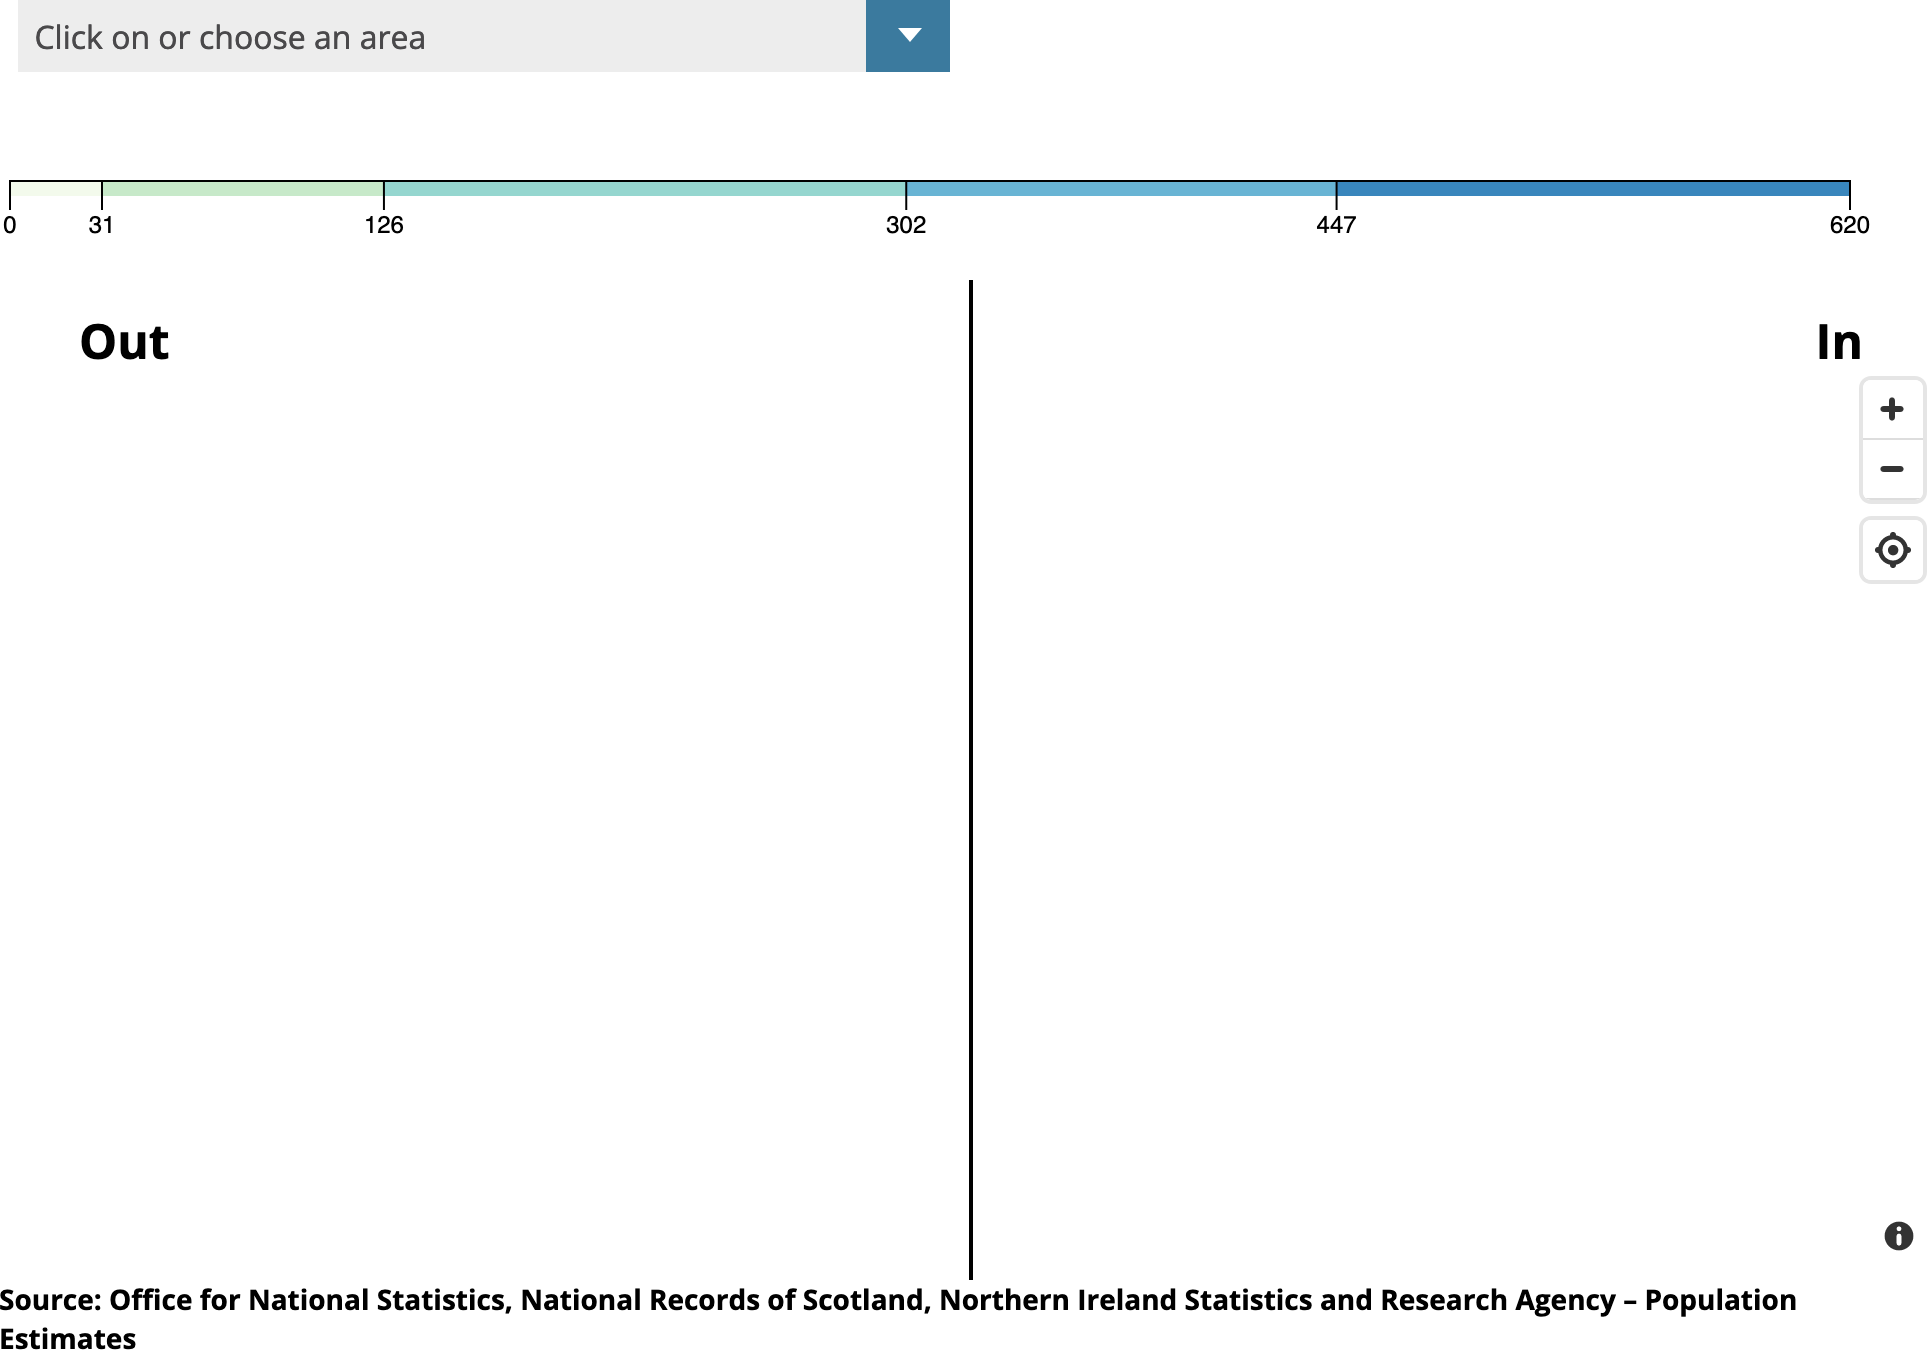 Click on or choose an area
0 31 126 302 447 620
Out In
Source: Office for National Statistics, National Records of Scotland, Northern Ireland Statistics and Research Agency – Population
Estimates